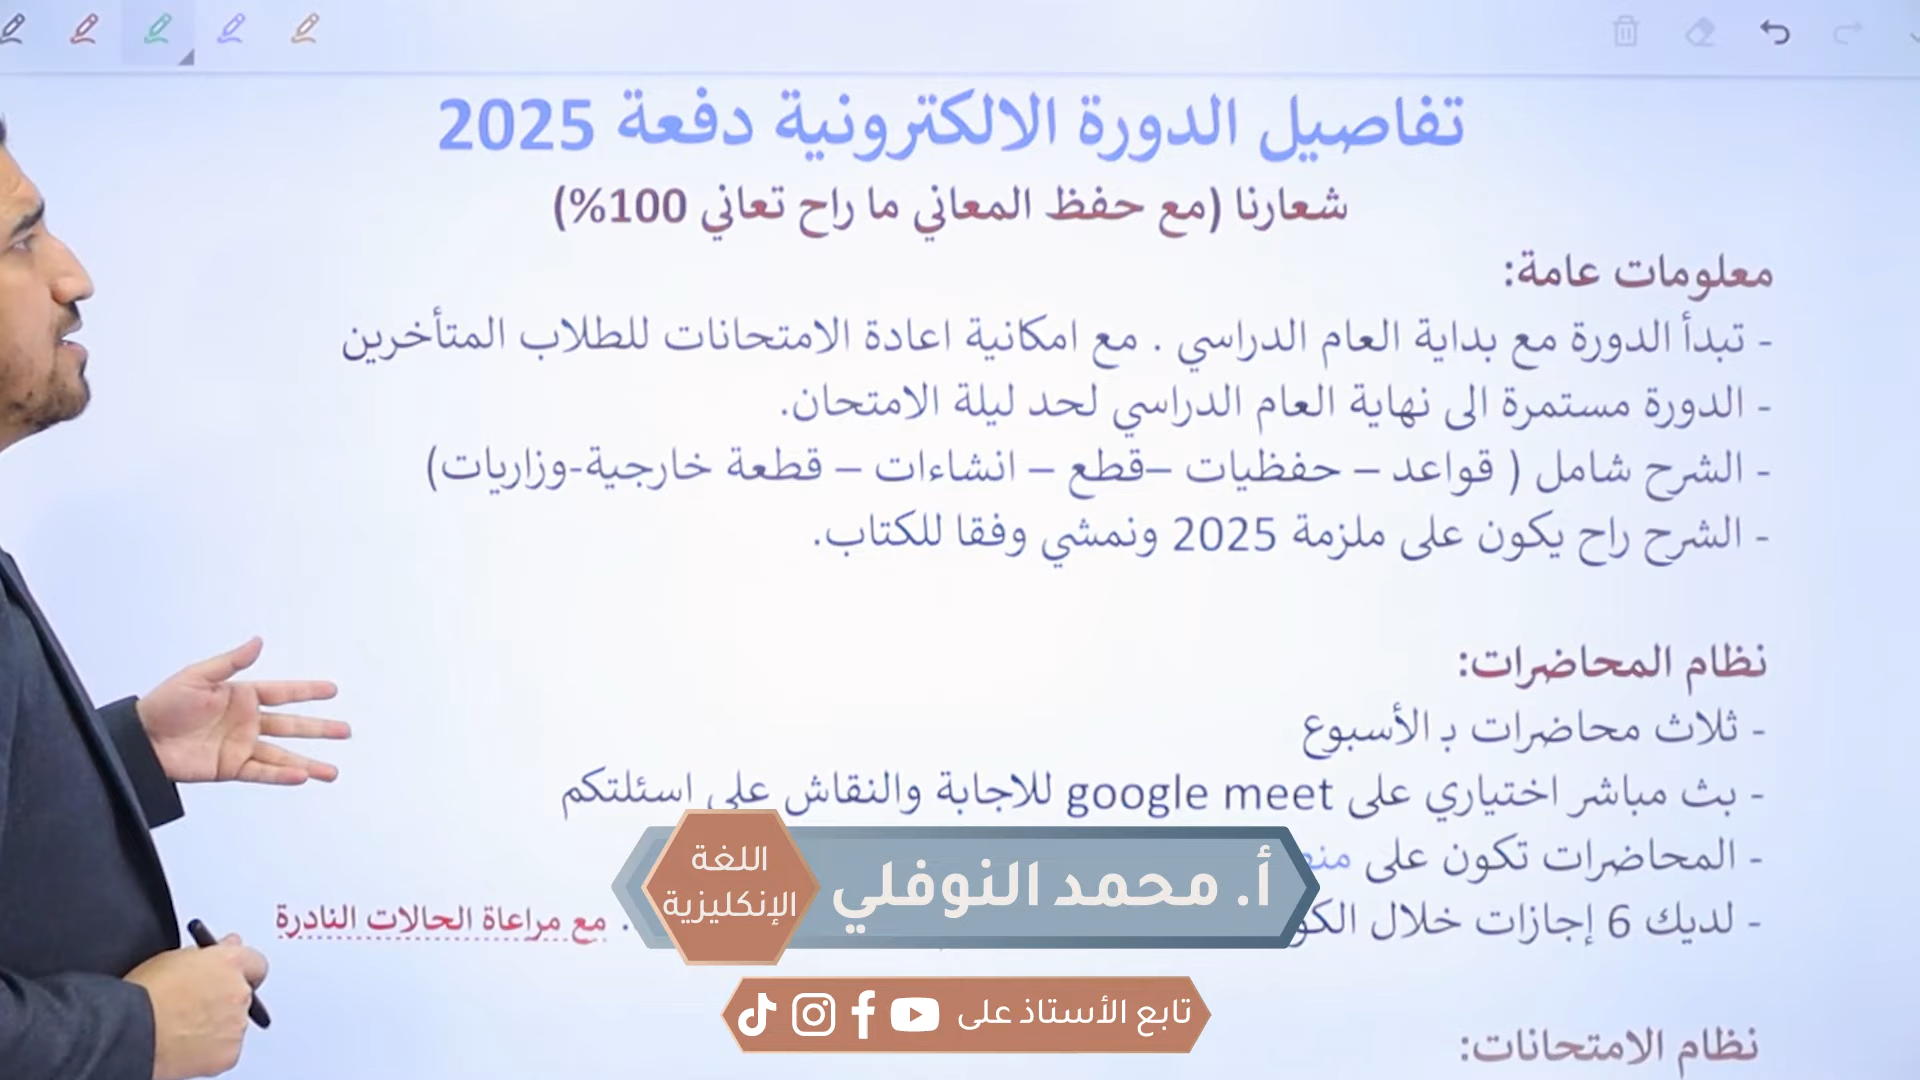 تفاصيل الدورة الالكترونية دفعة 2025
شعارنا (مع حفظ المعاني ما راح تعاني 100%)
معلومات عامة:
- تبدأ الدورة مع بداية العام الدراسي . مع امكانية اعادة الامتحانات للطلاب المتأخرين
- الدورة مستمرة الى نهاية العام الدراسي لحد ليلة الامتحان.
- الشرح شامل ( قواعد – حفظيات –قطع – انشاءات – قطعة خارجية-وزاريات)
- الشرح راح يكون على ملزمة 2025 ونمشي وفقا للكتاب.
نظام المحاضرات:
- ثلاث محاضرات بـ الأسبوع
- بث مباشر اختياري على google meet للاجابة والنقاش على اسئلتكم
- المحاضرات تكون على
- لديك 6 إجازات خلال . مع مراعاة الحالات النادرة
أ. محمد النوفلي
اللغة
الإنكليزية
تابع الأستاذ على
نظام الامتحانات: